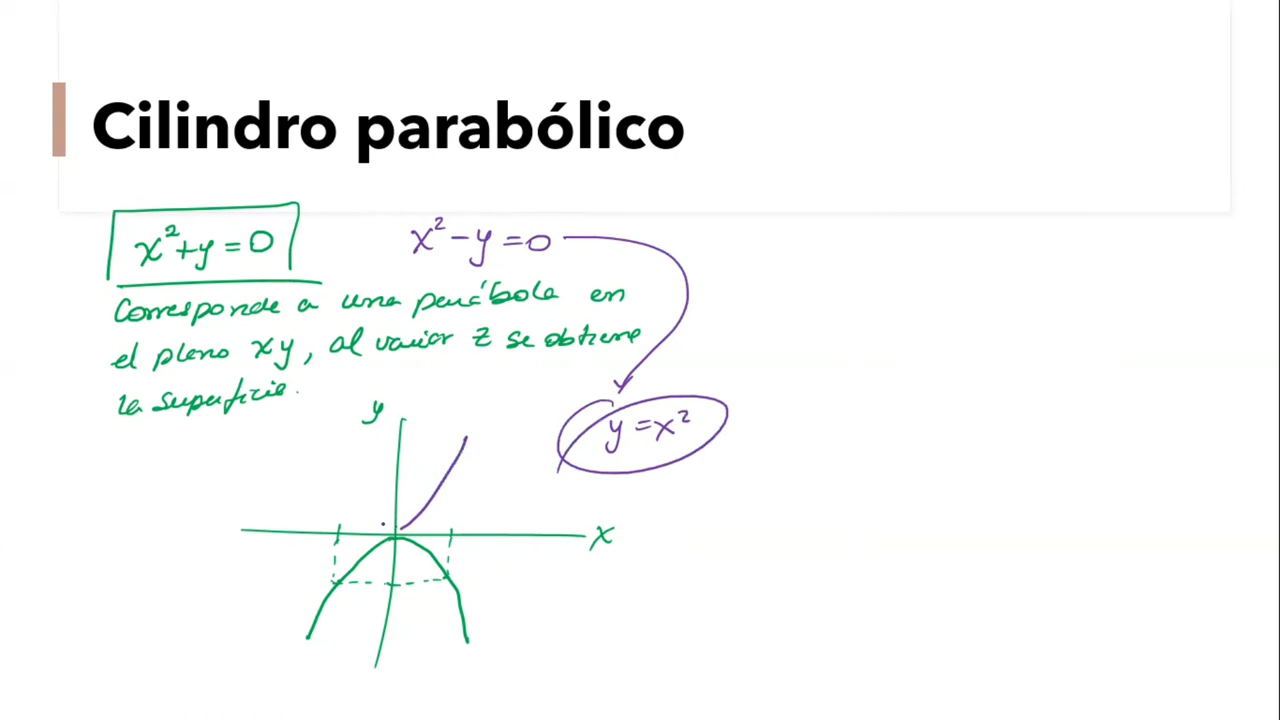 Cilindro parabólico
x²+y=0
x²-y=0
Corresponde a una parábola en
el plano xy, al variar z se obtiene
la superficie.
y
y=x²
x